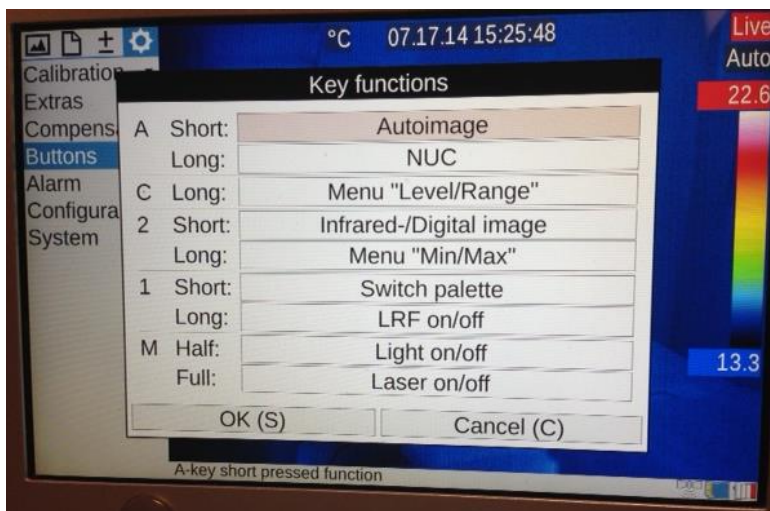 °C 07.17.14 15:25:48 Live
Auto
22.6
Calibration
Extras
Compens
Buttons
Alarm
Configura
System
Key functions
A Short: Autoimage
Long: NUC
C Long: Menu "Level/Range"
2 Short: Infrared-/Digital image
Long: Menu "Min/Max"
1 Short: Switch palette
Long: LRF on/off
M Half: Light on/off
Full: Laser on/off
13.3
OK (S) Cancel (C)
A-key short pressed function